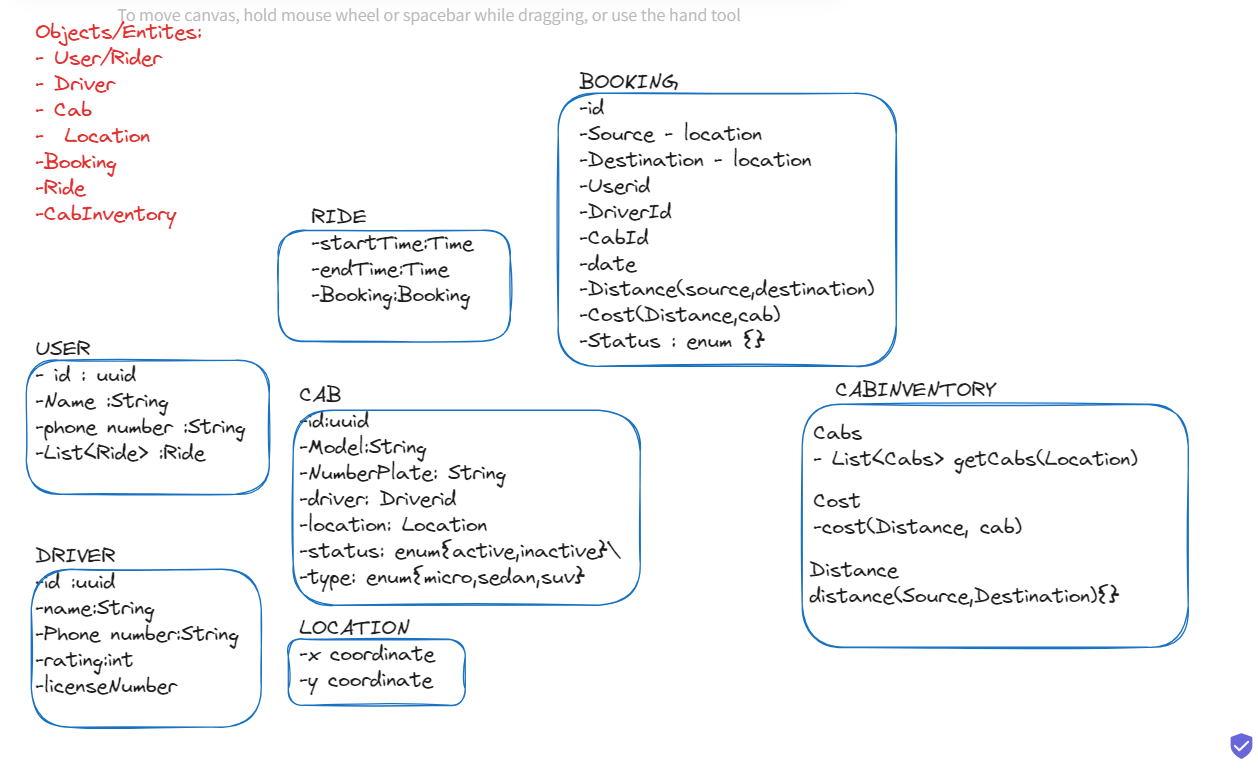 To move canvas, hold mouse wheel or spacebar while dragging, or use the hand tool
Objects/Entites:
- User/Rider
- Driver
- Cab
- Location
-Booking
-Ride
-CabInventory
BOOKING
-id
-Source - location
-Destination - location
-Userid
-DriverId
-CabId
-date
-Distance(source,destination)
-Cost(Distance,cab)
-Status : enum {}
RIDE
-startTime:Time
-endTime:Time
-Booking:Booking
USER
- id : uuid
-Name :String
-phone number :String
-List<Ride> :Ride
CAB
-id:uuid
-Model:String
-NumberPlate: String
-driver: Driverid
-location: Location
-status: enum{active,inactive}\
-type: enum{micro,sedan,suv}
CABINVENTORY
Cabs
- List<Cabs> getCabs(Location)
Cost
-cost(Distance, cab)
Distance
distance(Source,Destination){}
DRIVER
-id :uuid
-name:String
-Phone number:String
-rating:int
-licenseNumber
LOCATION
-x coordinate
-y coordinate